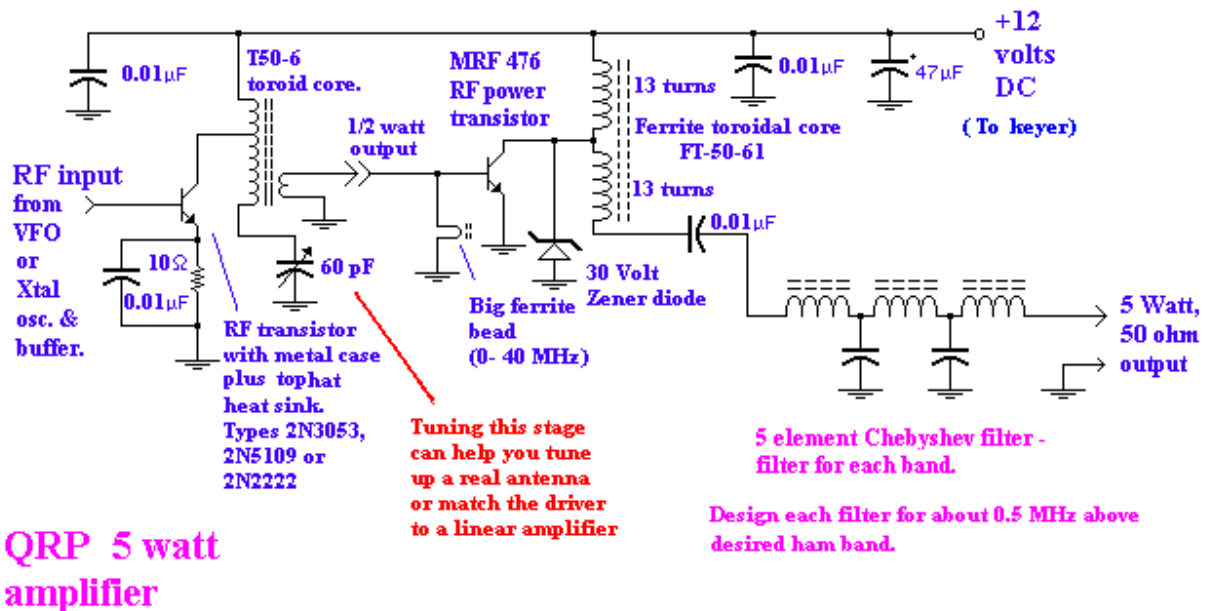 0.01µF
T50-6
toroid core.
MRF 476
RF power
transistor
13 turns
Ferrite toroidal core
FT-50-61
13 turns
0.01µF
47µF
+
+12
volts
DC
( To keyer)
1/2 watt
output
RF input
from
VFO
or
Xtal
osc. &
buffer.
10Ω
0.01µF
60 pF
RF transistor
with metal case
plus tophat
heat sink.
Types 2N3053,
2N5109 or
2N2222
Big ferrite
bead
(0- 40 MHz)
30 Volt
Zener diode
0.01µF
5 Watt,
50 ohm
output
Tuning this stage
can help you tune
up a real antenna
or match the driver
to a linear amplifier
5 element Chebyshev filter -
filter for each band.
Design each filter for about 0.5 MHz above
desired ham band.
QRP 5 watt
amplifier